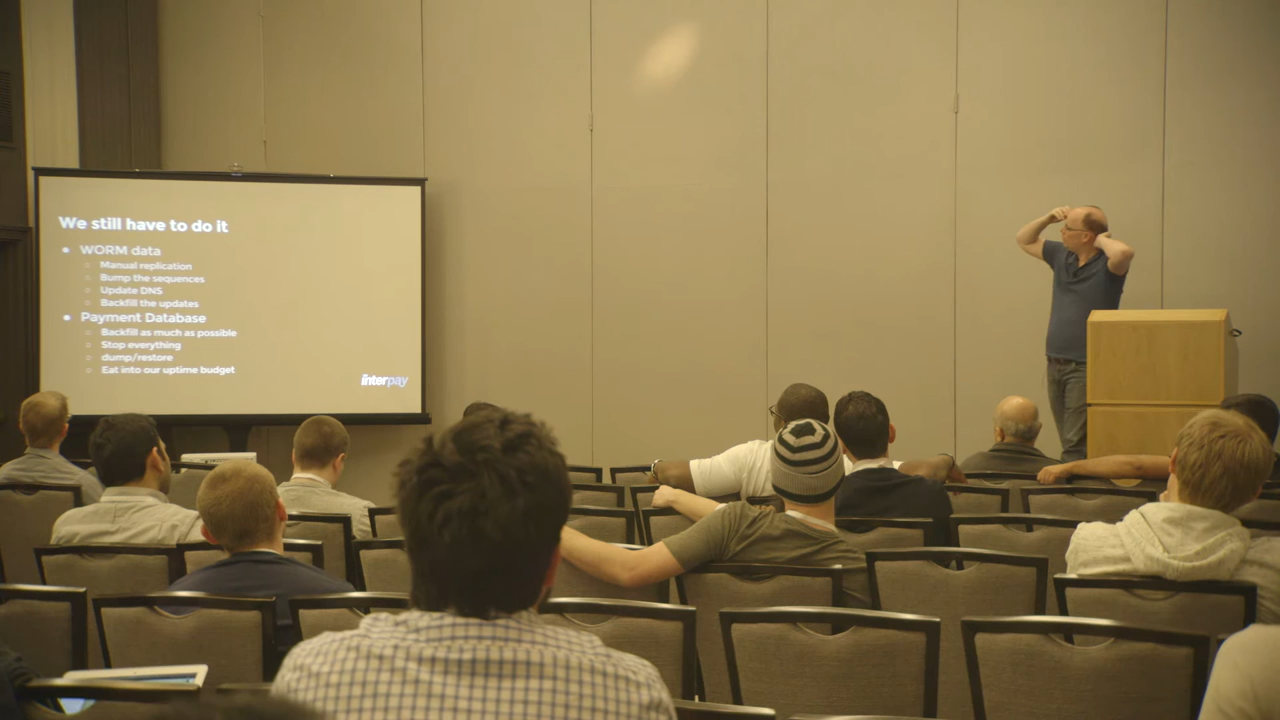 We still have to do it
WORM data
Manual replication
Bump the sequences
Update DNS
Backfill the updates
Payment Database
Backfill as much as possible
Stop everything
dump/restore
Eat into our uptime budget
interpay